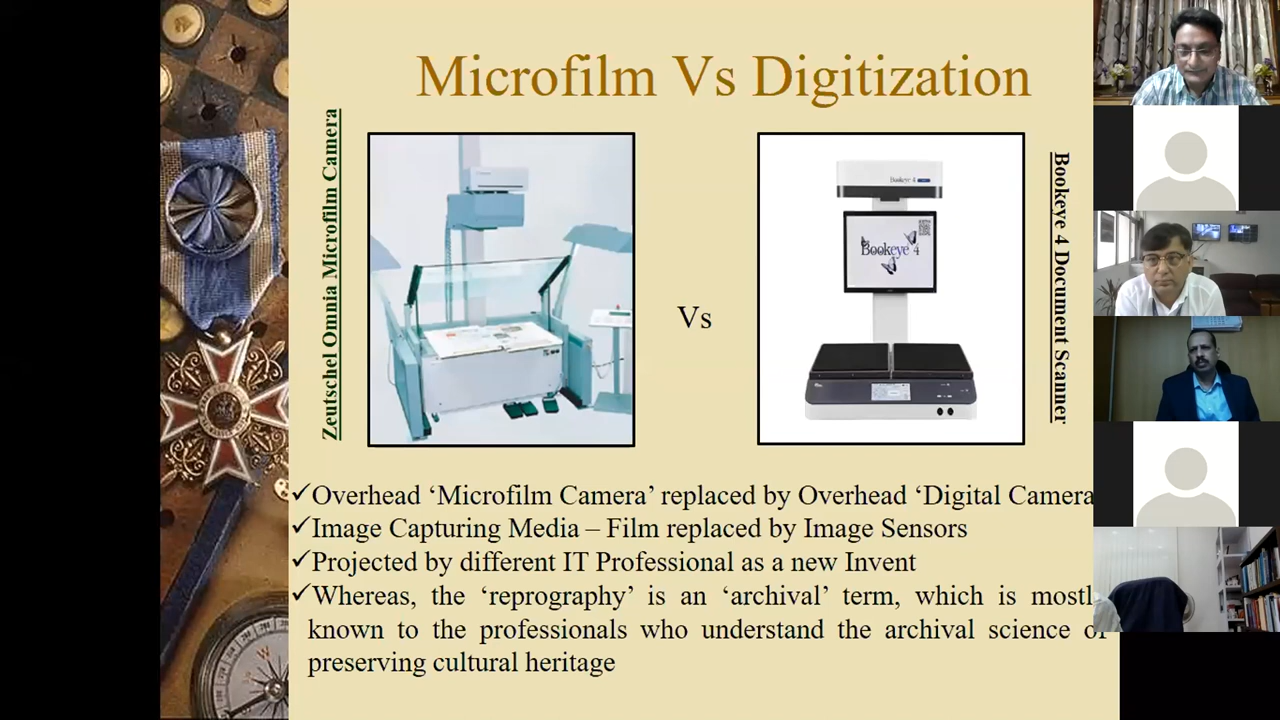 Microfilm Vs Digitization
Zeutschel Omnia Microfilm Camera
Bookeye 4
Bookeye 4
Vs
Bookeye 4 Document Scanner
✓Overhead ‘Microfilm Camera’ replaced by Overhead ‘Digital Camera
✓Image Capturing Media – Film replaced by Image Sensors
✓Projected by different IT Professional as a new Invent
✓Whereas, the ‘reprography’ is an ‘archival’ term, which is mostl
known to the professionals who understand the archival science of
preserving cultural heritage